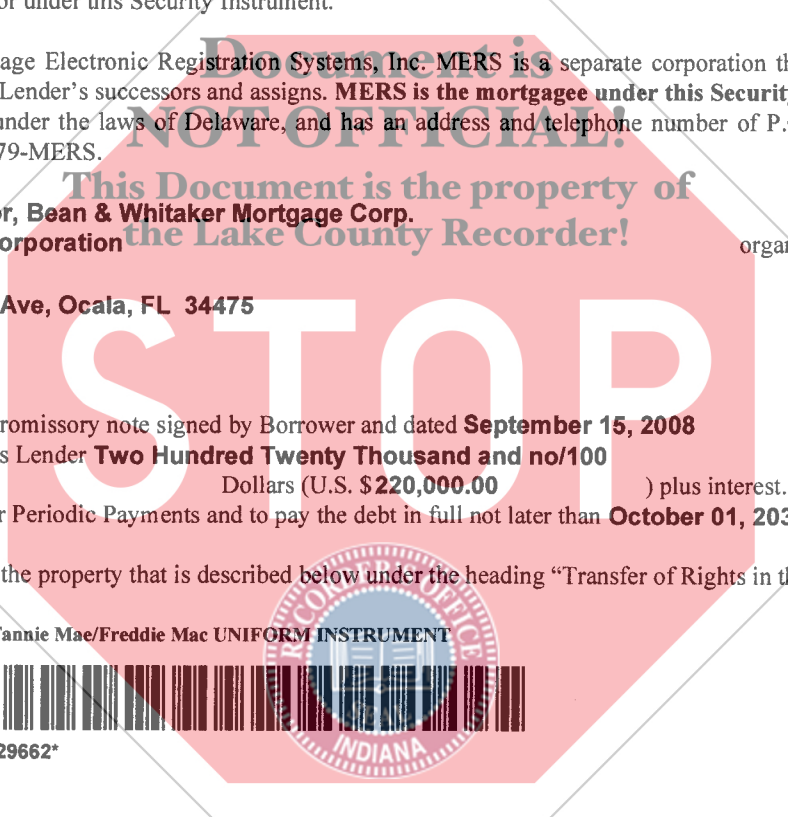 or under this Security Instrument.
age Electronic Registration Systems, Inc. MERS is a separate corporation th
Document is
Lender's successors and assigns. MERS is the mortgagee under this Security
under the laws of Delaware, and has an address and telephone number of P.
NOT OFFICIAL!
79-MERS.
This Document is the property of
r, Bean & Whitaker Mortgage Corp.
orporation
the Lake County Recorder!
organ
Ave, Ocala, FL 34475
STOP
romissory note signed by Borrower and dated September 15, 2008
s Lender Two Hundred Twenty Thousand and no/100
Dollars (U.S. $220,000.00 ) plus interest.
r Periodic Payments and to pay the debt in full not later than October 01, 203
the property that is described below under the heading “Transfer of Rights in th
RECORDER'S OFFICE
annie Mae/Freddie Mac UNIFORM INSTRUMENT
SEAL
INDIANA
29662*